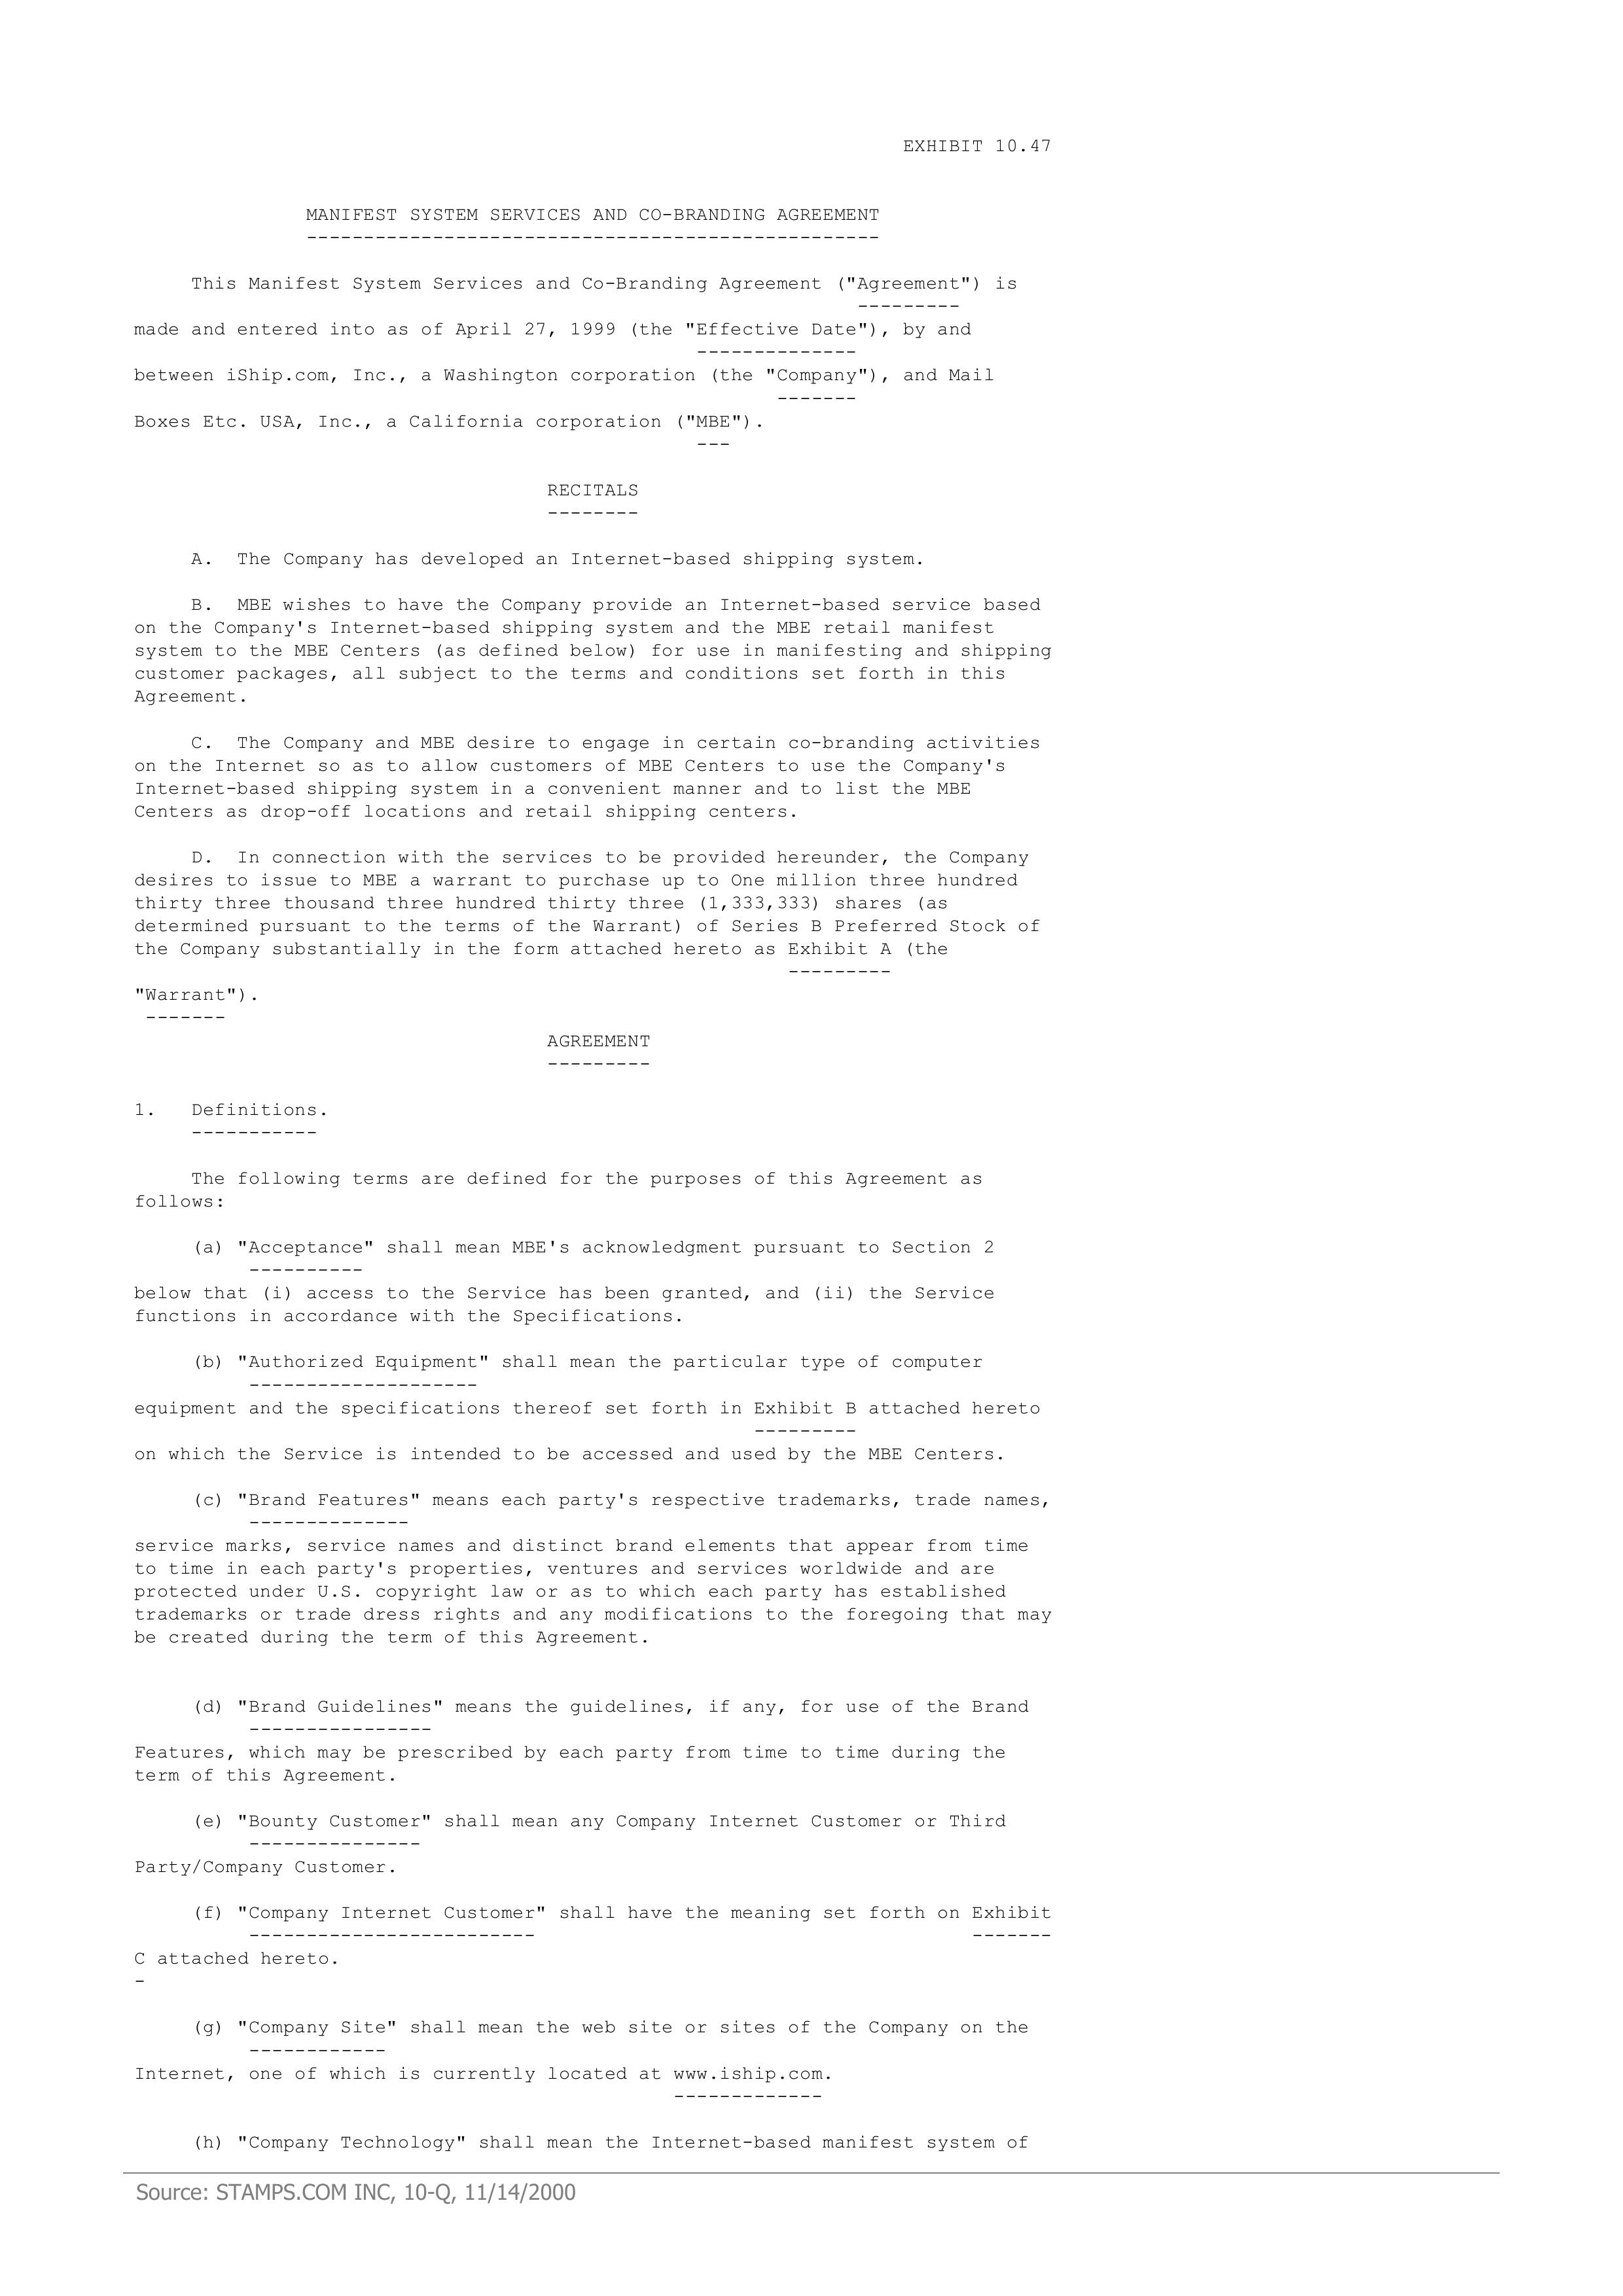 EXHIBIT 10.47
MANIFEST SYSTEM SERVICES AND CO-BRANDING AGREEMENT
--------------------------------------------------
This Manifest System Services and Co-Branding Agreement ("Agreement") is
---------
made and entered into as of April 27, 1999 (the "Effective Date"), by and
--------------
between iShip.com, Inc., a Washington corporation (the "Company"), and Mail
-------
Boxes Etc. USA, Inc., a California corporation ("MBE").
---
RECITALS
--------
A. The Company has developed an Internet-based shipping system.
B. MBE wishes to have the Company provide an Internet-based service based
on the Company's Internet-based shipping system and the MBE retail manifest
system to the MBE Centers (as defined below) for use in manifesting and shipping
customer packages, all subject to the terms and conditions set forth in this
Agreement.
C. The Company and MBE desire to engage in certain co-branding activities
on the Internet so as to allow customers of MBE Centers to use the Company's
Internet-based shipping system in a convenient manner and to list the MBE
Centers as drop-off locations and retail shipping centers.
D. In connection with the services to be provided hereunder, the Company
desires to issue to MBE a warrant to purchase up to One million three hundred
thirty three thousand three hundred thirty three (1,333,333) shares (as
determined pursuant to the terms of the Warrant) of Series B Preferred Stock of
the Company substantially in the form attached hereto as Exhibit A (the
---------
"Warrant").
-------
AGREEMENT
---------
1. Definitions.
-----------
The following terms are defined for the purposes of this Agreement as
follows:
(a) "Acceptance" shall mean MBE's acknowledgment pursuant to Section 2
----------
below that (i) access to the Service has been granted, and (ii) the Service
functions in accordance with the Specifications.
(b) "Authorized Equipment" shall mean the particular type of computer
--------------------
equipment and the specifications thereof set forth in Exhibit B attached hereto
---------
on which the Service is intended to be accessed and used by the MBE Centers.
(c) "Brand Features" means each party's respective trademarks, trade names,
--------------
service marks, service names and distinct brand elements that appear from time
to time in each party's properties, ventures and services worldwide and are
protected under U.S. copyright law or as to which each party has established
trademarks or trade dress rights and any modifications to the foregoing that may
be created during the term of this Agreement.
(d) "Brand Guidelines" means the guidelines, if any, for use of the Brand
----------------
Features, which may be prescribed by each party from time to time during the
term of this Agreement.
(e) "Bounty Customer" shall mean any Company Internet Customer or Third
---------------
Party/Company Customer.
(f) "Company Internet Customer" shall have the meaning set forth on Exhibit
------------------------- -------
C attached hereto.
-
(g) "Company Site" shall mean the web site or sites of the Company on the
------------
Internet, one of which is currently located at www.iship.com.
-------------
(h) "Company Technology" shall mean the Internet-based manifest system of
Source: STAMPS.COM INC, 10-Q, 11/14/2000